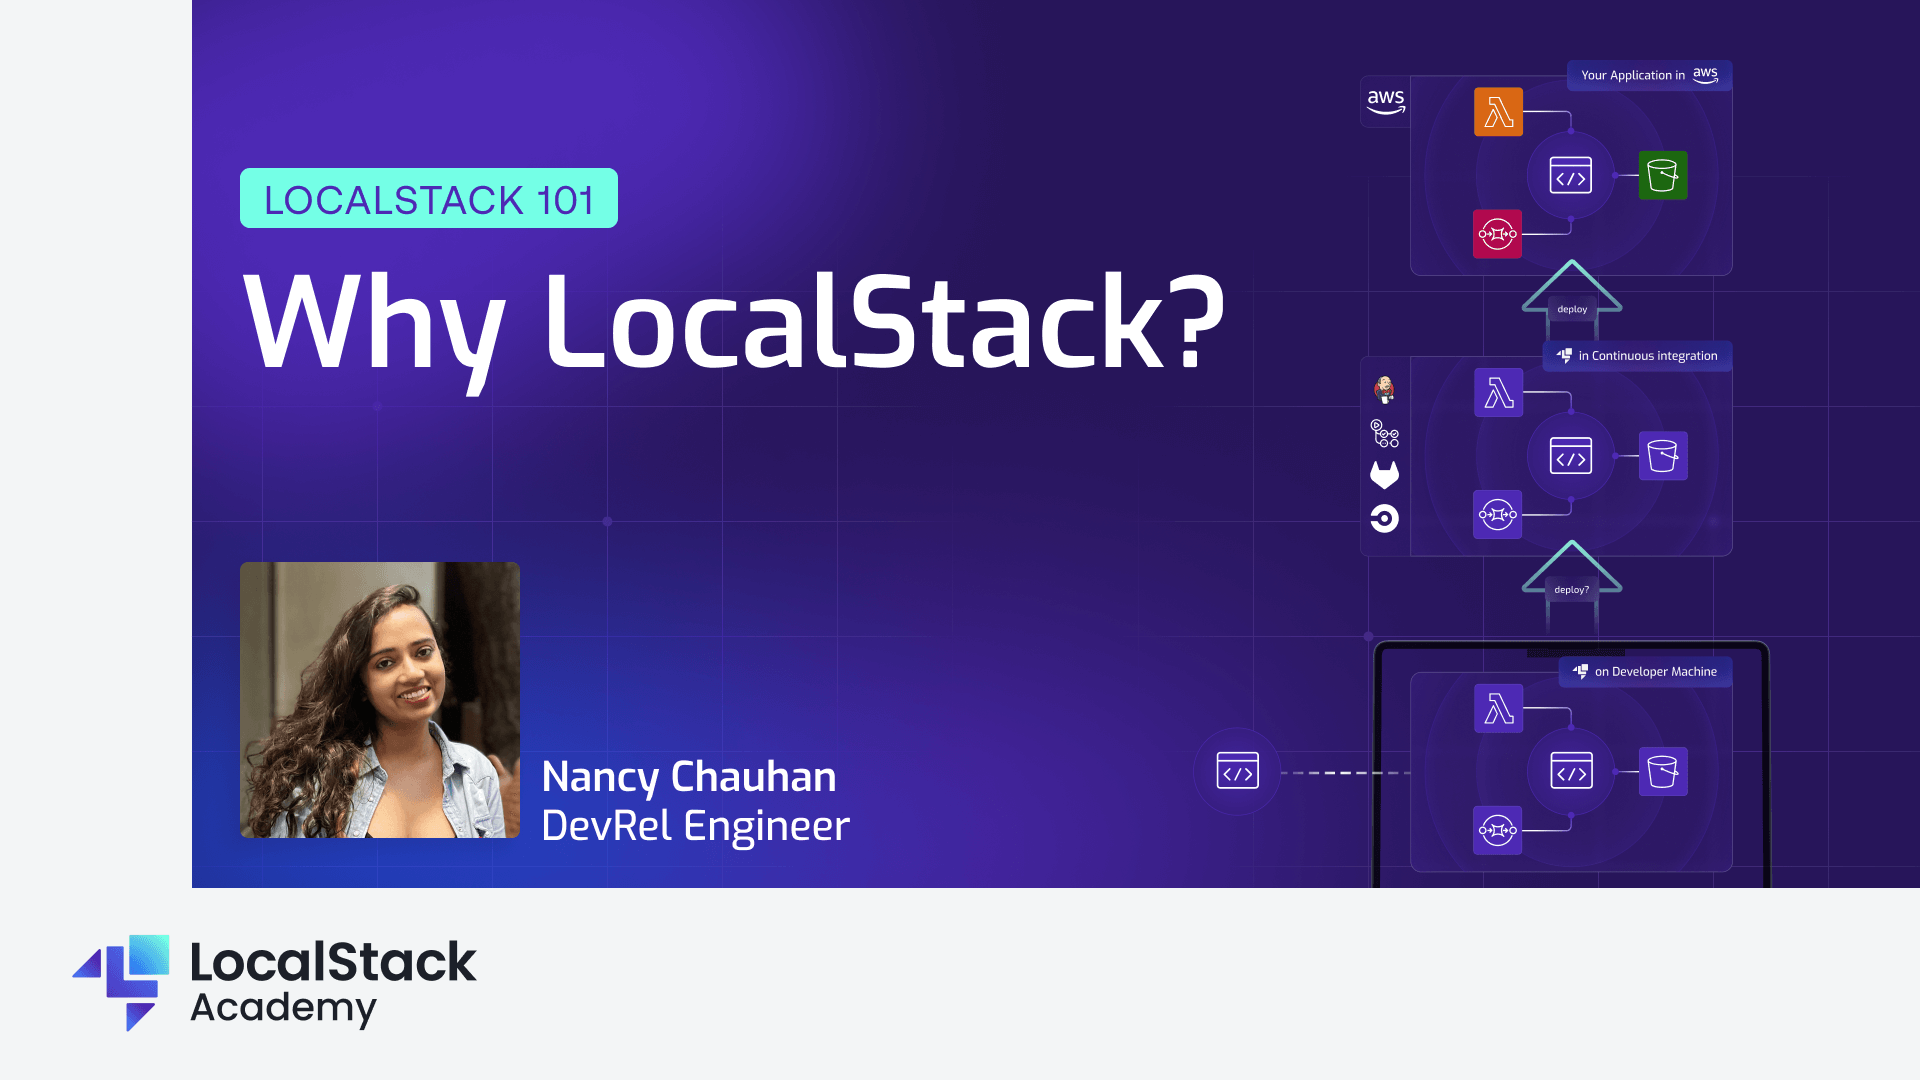 LOCALSTACK 101
Why LocalStack?
Nancy Chauhan
DevRel Engineer
Your Application in aws
aws
deploy
in Continuous integration
deploy?
on Developer Machine
LocalStack
Academy